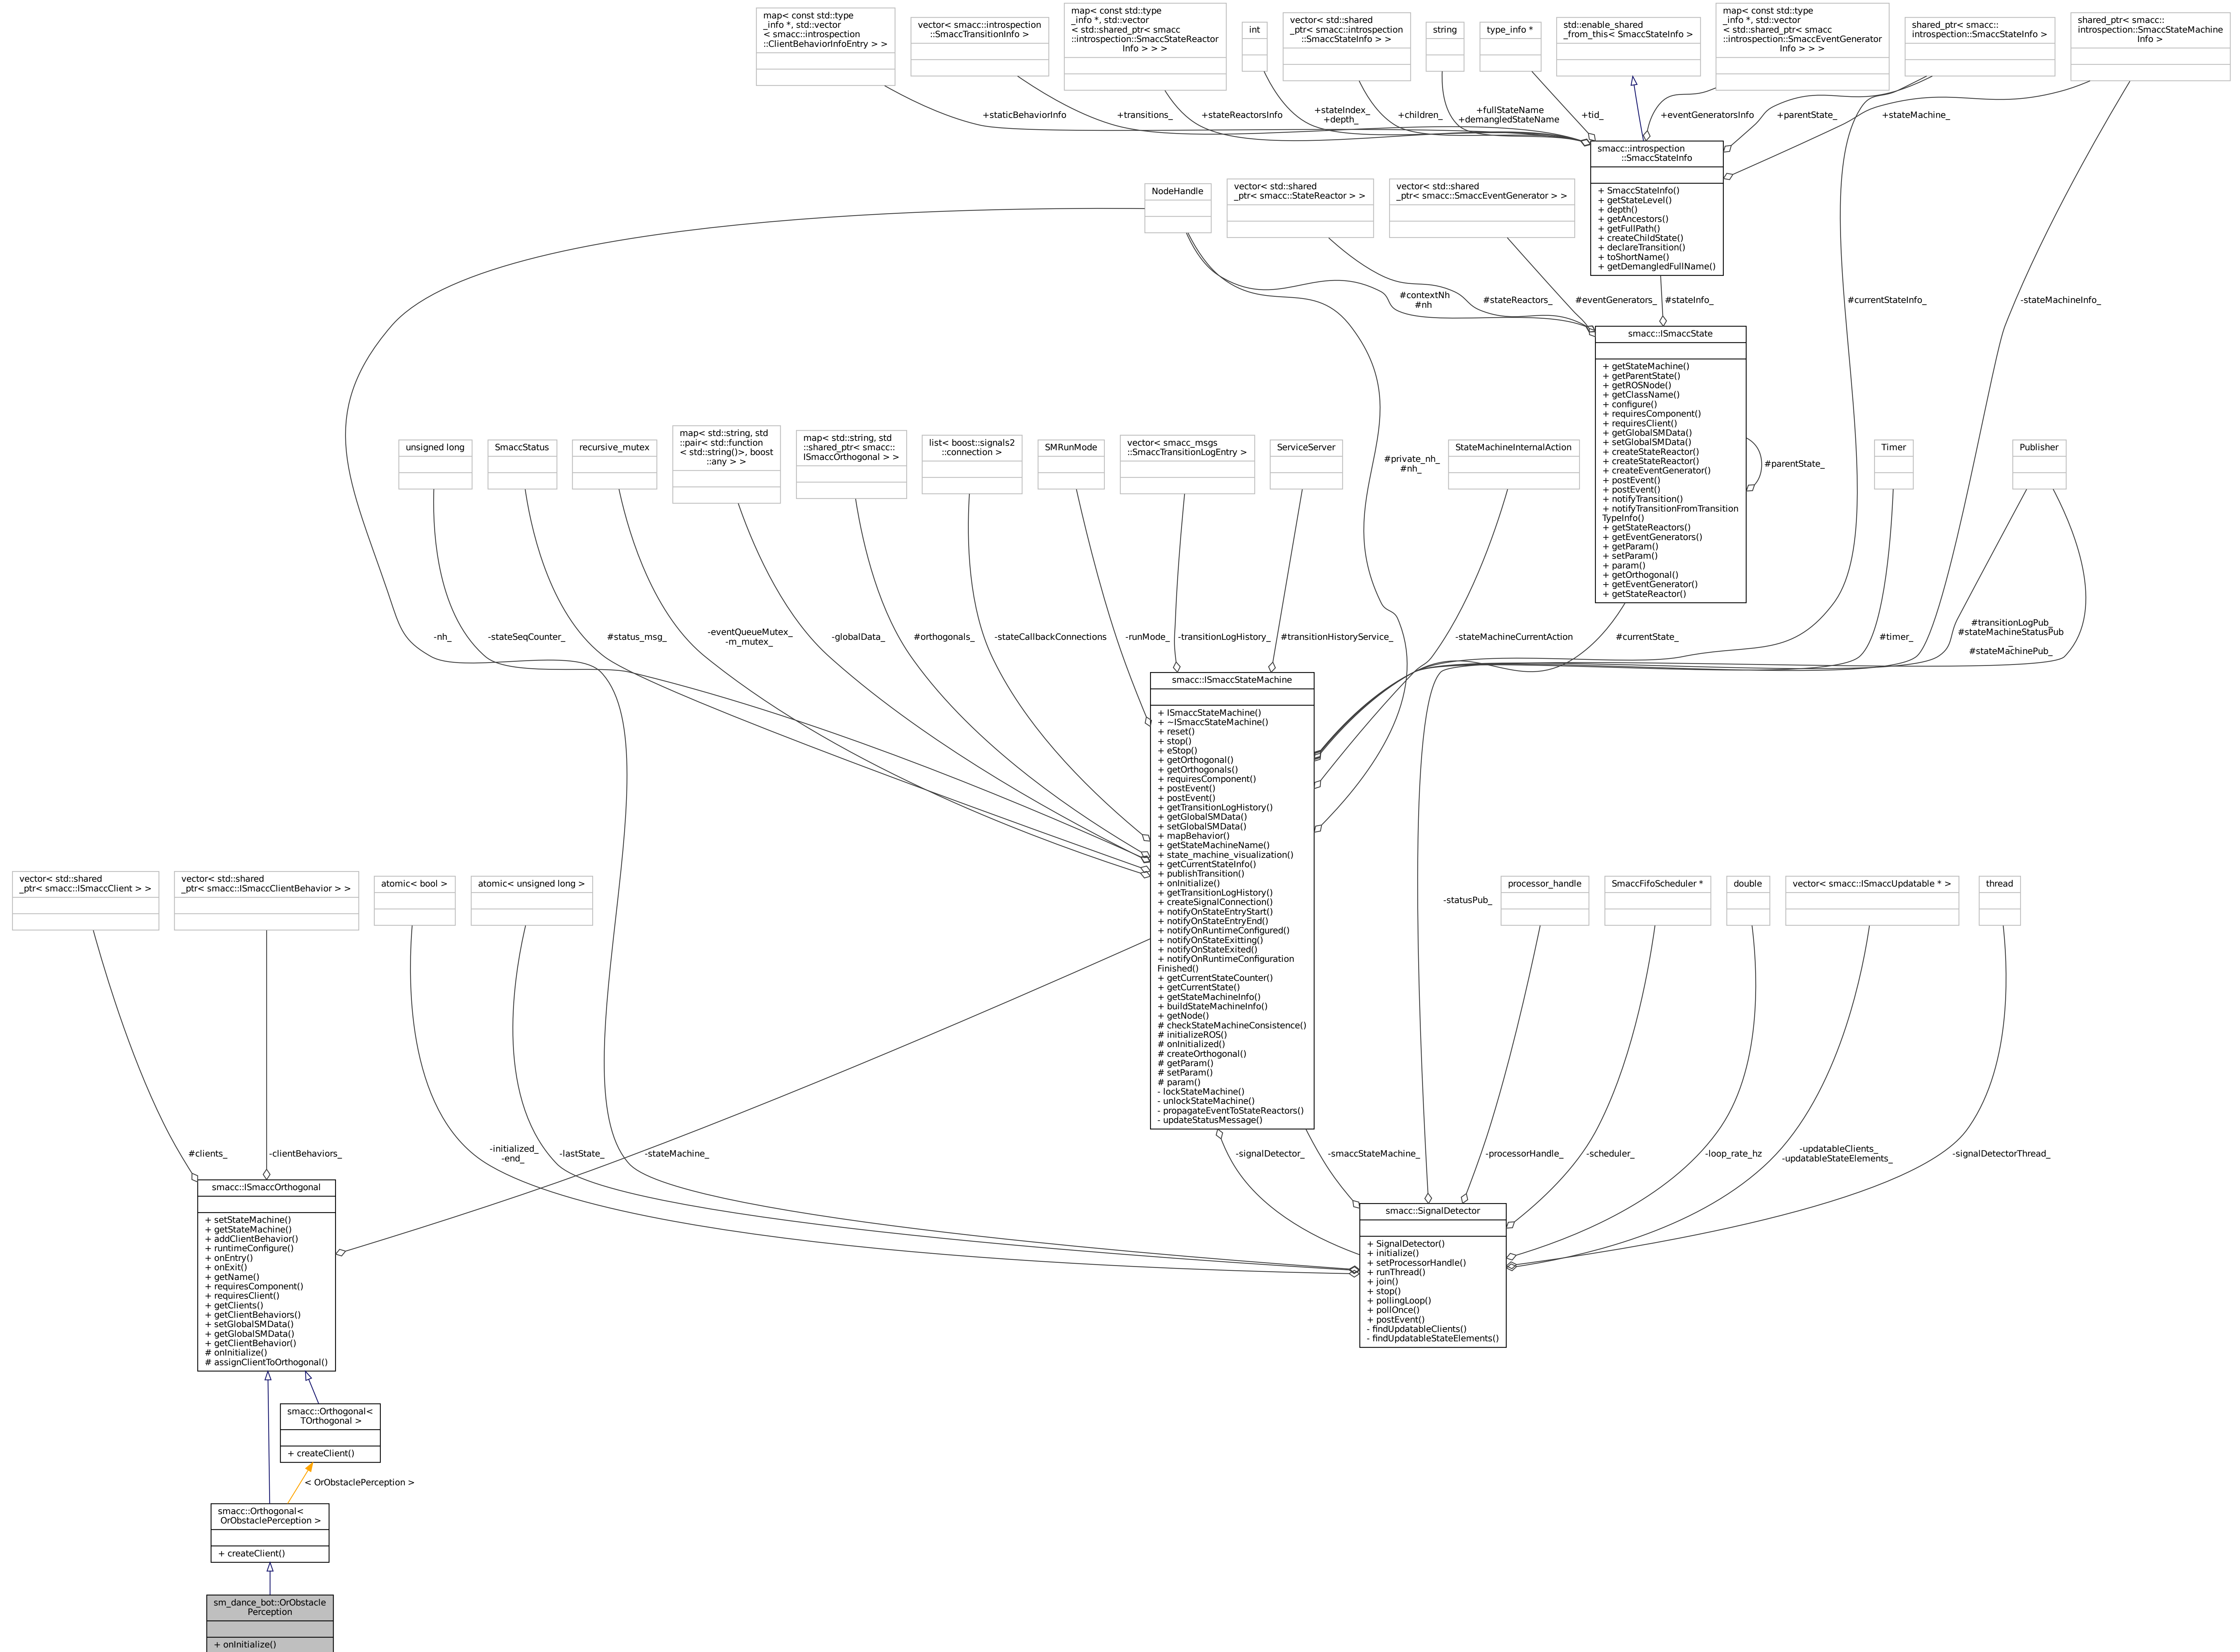 map< const std::type
_info *, std::vector
< smacc::introspection
::ClientBehaviorInfoEntry > >
vector< smacc::introspection
::SmaccTransitionInfo >
map< const std::type
_info *, std::vector
< std::shared_ptr< smacc
::introspection::SmaccStateReactor
Info > > >
int
vector< std::shared
_ptr< smacc::introspection
::SmaccStateInfo > >
string
type_info *
std::enable_shared
_from_this< SmaccStateInfo >
map< const std::type
_info *, std::vector
< std::shared_ptr< smacc
::introspection::SmaccEventGenerator
Info > > >
shared_ptr< smacc::
introspection::SmaccStateInfo >
shared_ptr< smacc::
introspection::SmaccStateMachine
Info >
+staticBehaviorInfo
+transitions_
+stateReactorsInfo
+stateIndex_
+depth_
+children_
+fullStateName
+demangledStateName
+tid_
+eventGeneratorsInfo
+parentState_
+stateMachine_
smacc::introspection
::SmaccStateInfo
+ SmaccStateInfo()
+ getStateLevel()
+ depth()
+ getAncestors()
+ getFullPath()
+ createChildState()
+ declareTransition()
+ toShortName()
+ getDemangledFullName()
NodeHandle
vector< std::shared
_ptr< smacc::StateReactor > >
vector< std::shared
_ptr< smacc::SmaccEventGenerator > >
#contextNh
#nh
#stateReactors_
#eventGenerators_
#stateInfo_
#currentStateInfo_
-stateMachineInfo_
smacc::ISmaccState
+ getStateMachine()
+ getParentState()
+ getROSNode()
+ getClassName()
+ configure()
+ requiresComponent()
+ requiresClient()
+ getGlobalSMData()
+ setGlobalSMData()
+ createStateReactor()
+ createStateReactor()
+ createEventGenerator()
+ postEvent()
+ postEvent()
+ notifyTransition()
+ notifyTransitionFromTransition
TypeInfo()
+ getStateReactors()
+ getEventGenerators()
+ getParam()
+ setParam()
+ param()
+ getOrthogonal()
+ getEventGenerator()
+ getStateReactor()
#parentState_
unsigned long
SmaccStatus
recursive_mutex
map< std::string, std
::pair< std::function
< std::string()>, boost
::any > >
map< std::string, std
::shared_ptr< smacc::
ISmaccOrthogonal > >
list< boost::signals2
::connection >
SMRunMode
vector< smacc_msgs
::SmaccTransitionLogEntry >
ServiceServer
#private_nh_
#nh_
StateMachineInternalAction
Timer
Publisher
-nh_
-stateSeqCounter_
#status_msg_
-eventQueueMutex_
-m_mutex_
-globalData_
#orthogonals_
-stateCallbackConnections
-runMode_
-transitionLogHistory_
#transitionHistoryService_
-stateMachineCurrentAction
#currentState_
#timer_
#transitionLogPub_
#stateMachineStatusPub
_
#stateMachinePub_
smacc::ISmaccStateMachine
+ ISmaccStateMachine()
+ ~ISmaccStateMachine()
+ reset()
+ stop()
+ eStop()
+ getOrthogonal()
+ getOrthogonals()
+ requiresComponent()
+ postEvent()
+ postEvent()
+ getTransitionLogHistory()
+ getGlobalSMData()
+ setGlobalSMData()
+ mapBehavior()
+ getStateMachineName()
+ state_machine_visualization()
+ getCurrentStateInfo()
+ publishTransition()
+ onInitialize()
+ getTransitionLogHistory()
+ createSignalConnection()
+ notifyOnStateEntryStart()
+ notifyOnStateEntryEnd()
+ notifyOnRuntimeConfigured()
+ notifyOnStateExitting()
+ notifyOnStateExited()
+ notifyOnRuntimeConfiguration
Finished()
+ getCurrentStateCounter()
+ getCurrentState()
+ getStateMachineInfo()
+ buildStateMachineInfo()
+ getNode()
# checkStateMachineConsistence()
# initializeROS()
# onInitialized()
# createOrthogonal()
# getParam()
# setParam()
# param()
- lockStateMachine()
- unlockStateMachine()
- propagateEventToStateReactors()
- updateStatusMessage()
vector< std::shared
_ptr< smacc::ISmaccClient > >
vector< std::shared
_ptr< smacc::ISmaccClientBehavior > >
atomic< bool >
atomic< unsigned long >
-statusPub_
processor_handle
SmaccFifoScheduler *
double
vector< smacc::ISmaccUpdatable * >
thread
#clients_
-clientBehaviors_
-initialized_
-end_
-lastState_
-stateMachine_
-signalDetector_
-smaccStateMachine_
-processorHandle_
-scheduler_
-loop_rate_hz
-updatableClients_
-updatableStateElements_
-signalDetectorThread_
smacc::ISmaccOrthogonal
+ setStateMachine()
+ getStateMachine()
+ addClientBehavior()
+ runtimeConfigure()
+ onEntry()
+ onExit()
+ getName()
+ requiresComponent()
+ requiresClient()
+ getClients()
+ getClientBehaviors()
+ setGlobalSMData()
+ getGlobalSMData()
+ getClientBehavior()
# onInitialize()
# assignClientToOrthogonal()
smacc::SignalDetector
+ SignalDetector()
+ initialize()
+ setProcessorHandle()
+ runThread()
+ join()
+ stop()
+ pollingLoop()
+ pollOnce()
+ postEvent()
- findUpdatableClients()
- findUpdatableStateElements()
smacc::Orthogonal<
TOrthogonal >
+ createClient()
< OrObstaclePerception >
smacc::Orthogonal<
OrObstaclePerception >
+ createClient()
sm_dance_bot::OrObstacle
Perception
+ onInitialize()